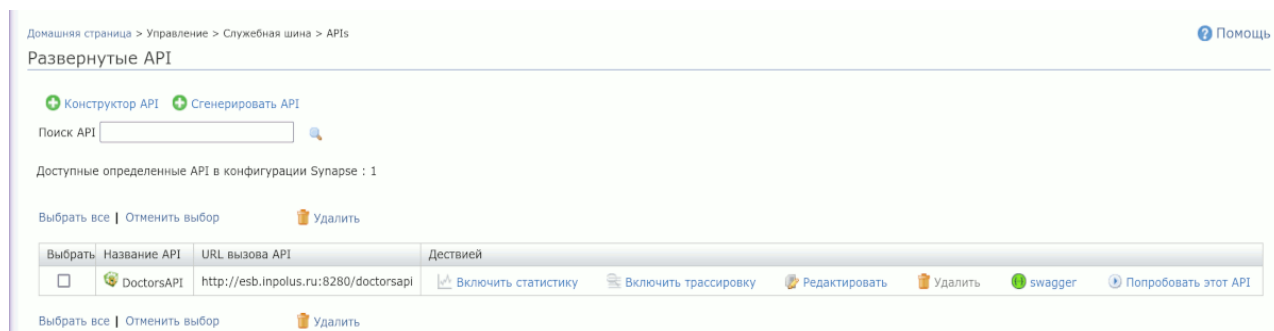 Домашняя страница > Управление > Служебная шина > APIs
Помощь
Развернутые API
Конструктор API Сгенерировать API
Поиск API
Доступные определенные API в конфигурации Synapse : 1
Выбрать все | Отменить выбор Удалить
Выбрать Название API URL вызова API Дествией
DoctorsAPI http://esb.inpolus.ru:8280/doctorsapi Включить статистику Включить трассировку Редактировать Удалить swagger Попробовать этот API
Выбрать все | Отменить выбор Удалить